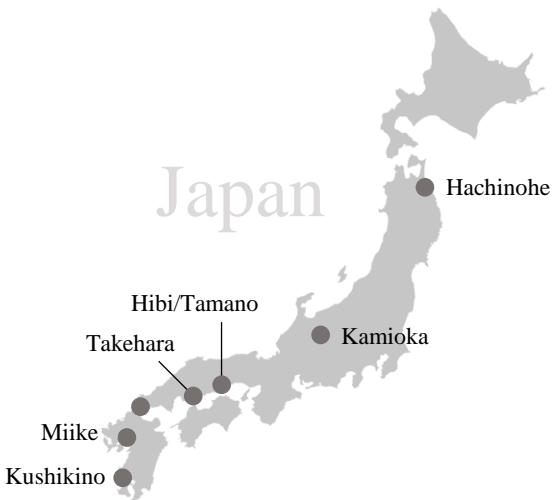 Japan
Hachinohe
Hibi/Tamano
Kamioka
Takehara
Miike
Kushikino